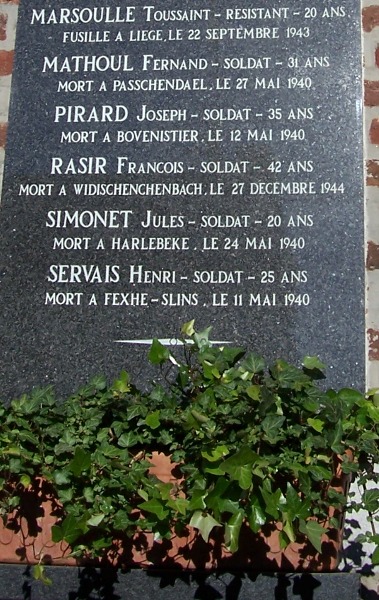 MARSOULLE TOUSSAINT - RESISTANT - 20 ANS
FUSILLE A LIEGE, LE 22 SEPTEMBRE 1943
MATHOUL FERNAND - SOLDAT - 31 ANS
MORT A PASSCHENDAEL, LE 27 MAI 1940
PIRARD JOSEPH - SOLDAT - 35 ANS
MORT A BOVENISTIER, LE 12 MAI 1940
RASIR FRANCOIS - SOLDAT - 42 ANS
MORT A WIDISCHENCHENBACH, LE 27 DECEMBRE 1944
SIMONET JULES - SOLDAT - 20 ANS
MORT A HARLEBEKE, LE 24 MAI 1940
SERVAIS HENRI - SOLDAT - 25 ANS
MORT A FEXHE-SLINS, LE 11 MAI 1940